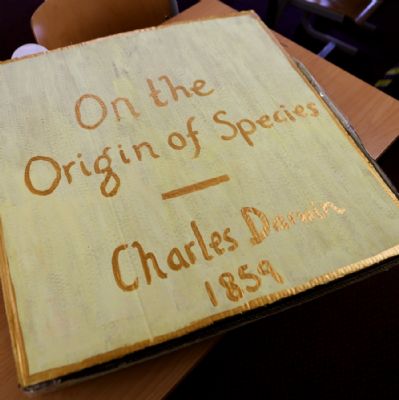 On the
Origin of Species
Charles Darwin
1859